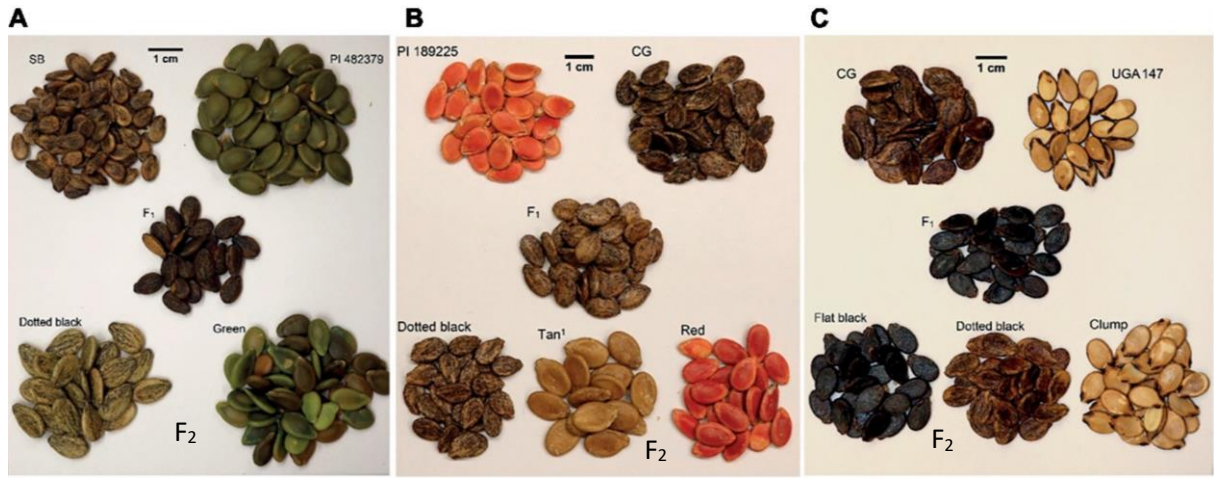 A
SB
1 cm
PI 482379
F₁
Dotted black
Green
F₂
B
PI 189225
1 cm
CG
F₁
Dotted black
Tan¹
Red
F₂
C
CG
1 cm
UGA 147
F₁
Flat black
Dotted black
Clump
F₂